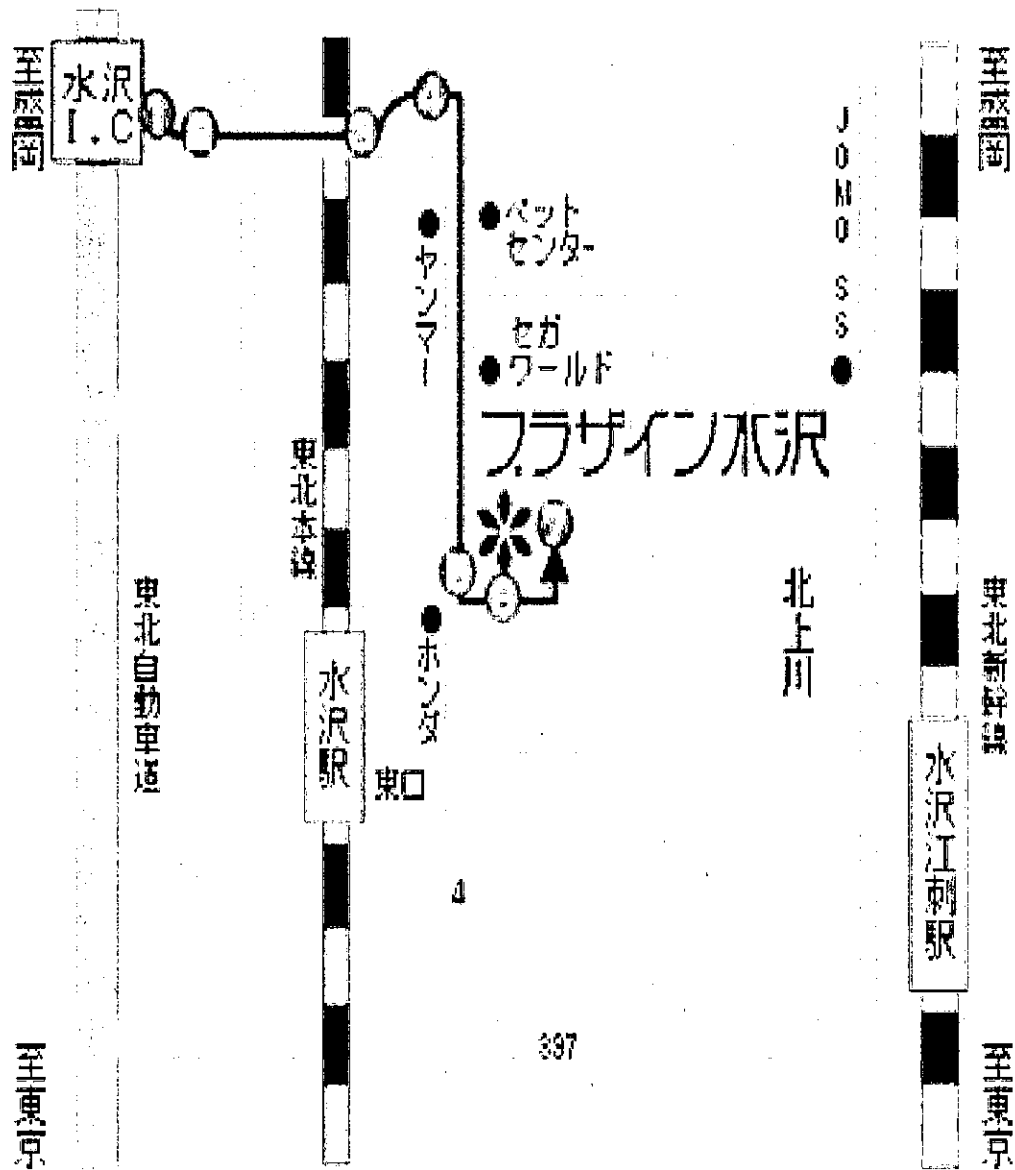 至盛岡
水沢
I.C
至盛岡
JOMO SS
ペット
センター
ヤンマー
セガ
ワールド
プラザイン水沢
東北本線
北上川
東北自動車道
東北新幹線
ホンダ
水沢駅
東口
水沢江刺駅
4
397
至東京
至東京